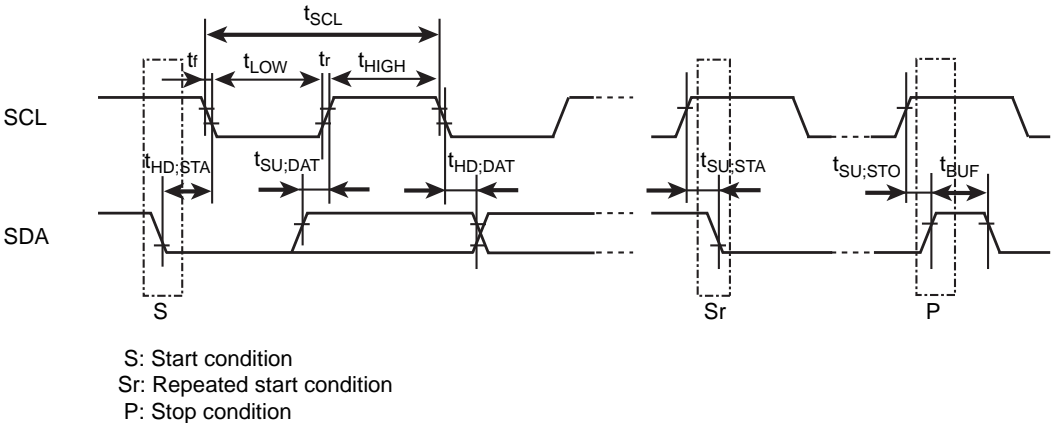 tSCL
tf tLOW tr tHIGH
SCL
tHD;STA tSU;DAT tHD;DAT tSU;STA tSU;STO tBUF
SDA
S Sr P
S: Start condition
Sr: Repeated start condition
P: Stop condition